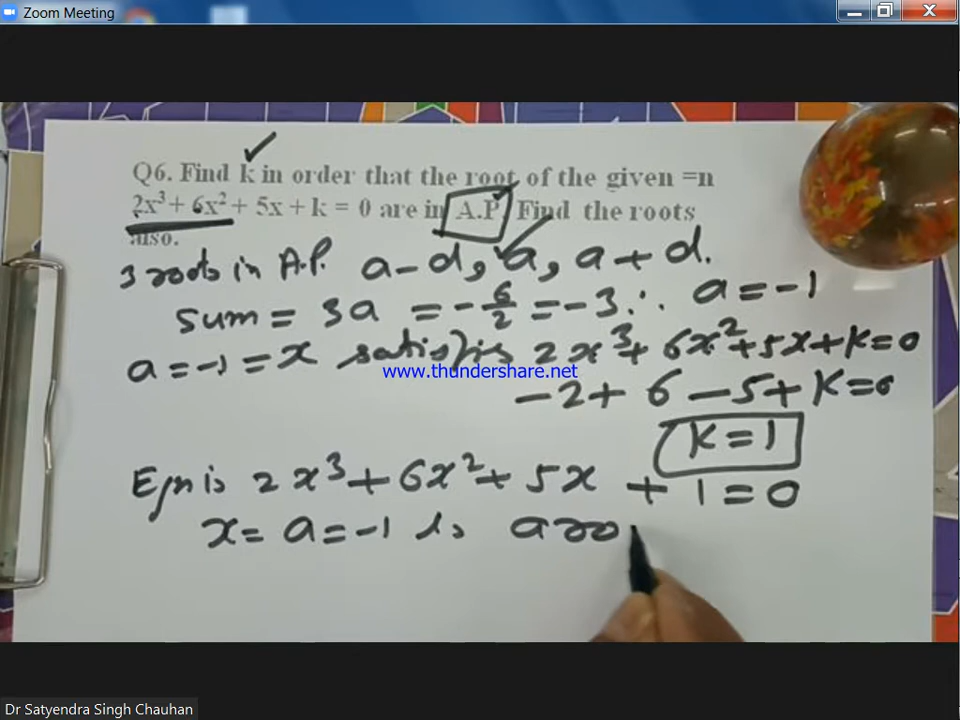 Zoom Meeting
Q6. Find k in order that the root of the given =n
2x³+ 6x² + 5x + k = 0 are in A.P. Find the roots
also.
3 roots in A.P. a-d, a, a+d.
sum = 3a = -6/2 = -3 ∴ a = -1
a = -1 = x satisfies 2x³+ 6x²+5x+k=0
www.thundershare.net
-2+ 6 -5+ K=0
K=1
Eqn is 2x³+6x²+5x + 1=0
x= a=-1 is a roo
Dr Satyendra Singh Chauhan